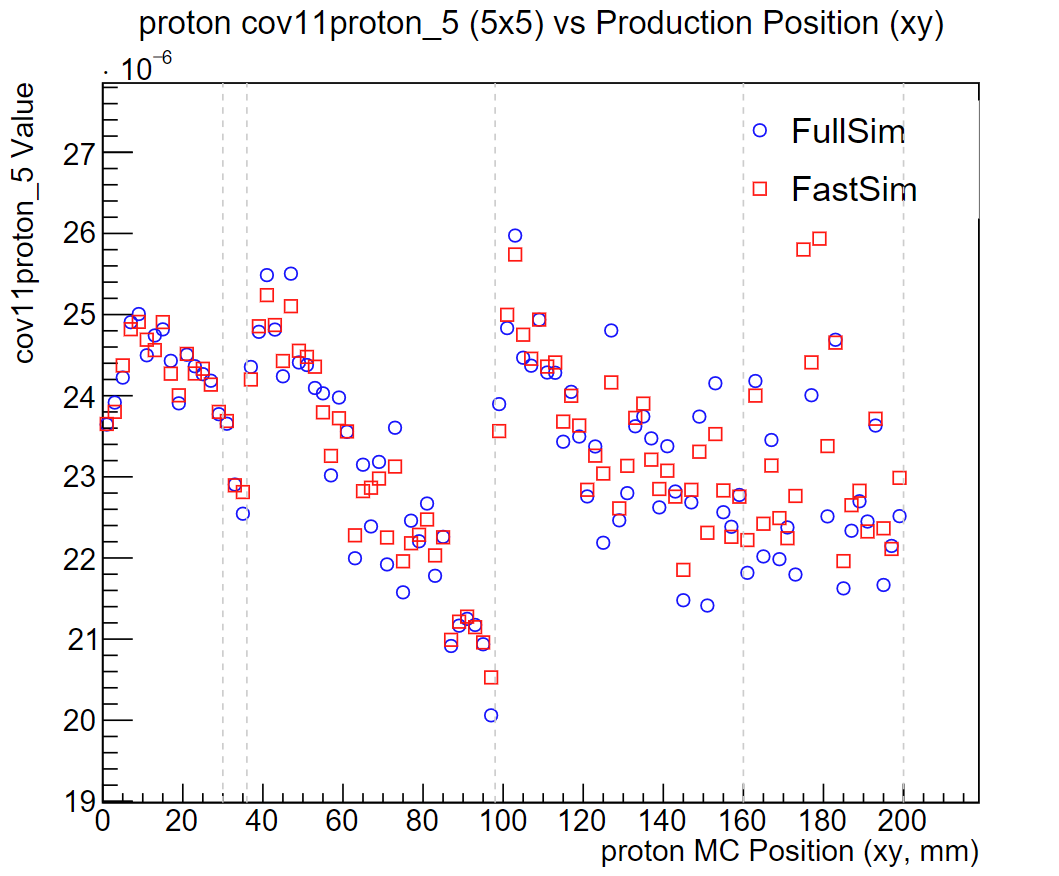 proton cov11proton_5 (5x5) vs Production Position (xy)
· 10⁻⁶
cov11proton_5 Value
FullSim
FastSim
27
26
25
24
23
22
21
20
19
0 20 40 60 80 100 120 140 160 180 200
proton MC Position (xy, mm)